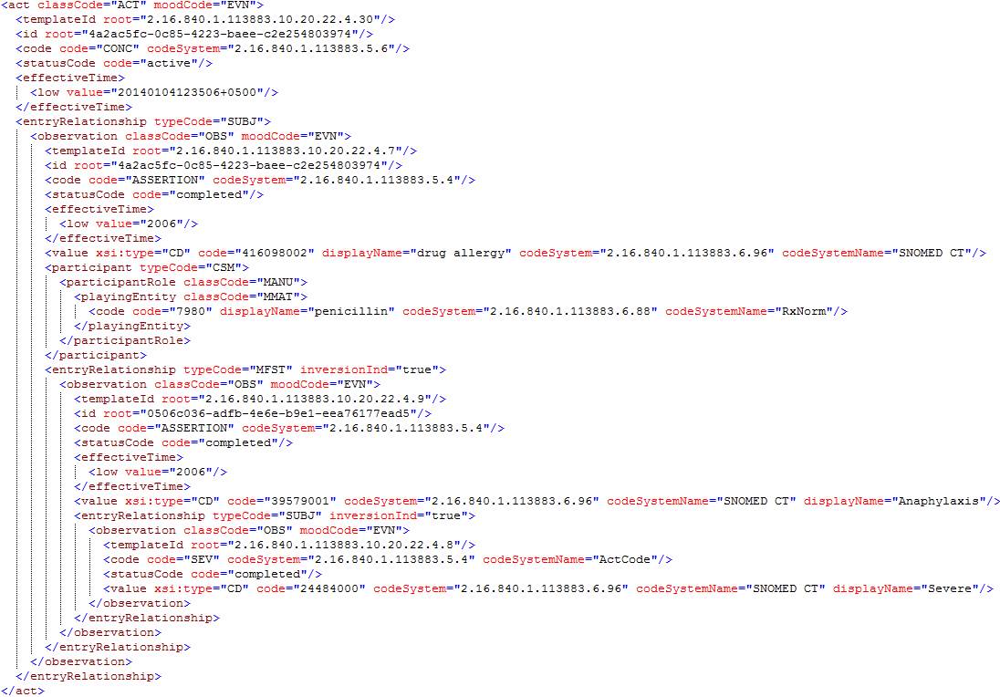 <act classCode="ACT" moodCode="EVN">
<templateId root="2.16.840.1.113883.10.20.22.4.30"/>
<id root="4a2ac5fc-0c85-4223-baee-c2e254803974"/>
<code code="CONC" codeSystem="2.16.840.1.113883.5.6"/>
<statusCode code="active"/>
<effectiveTime>
<low value="20140104123506+0500"/>
</effectiveTime>
<entryRelationship typeCode="SUBJ">
<observation classCode="OBS" moodCode="EVN">
<templateId root="2.16.840.1.113883.10.20.22.4.7"/>
<id root="4a2ac5fc-0c85-4223-baee-c2e254803974"/>
<code code="ASSERTION" codeSystem="2.16.840.1.113883.5.4"/>
<statusCode code="completed"/>
<effectiveTime>
<low value="2006"/>
</effectiveTime>
<value xsi:type="CD" code="416098002" displayName="drug allergy" codeSystem="2.16.840.1.113883.6.96" codeSystemName="SNOMED CT"/>
<participant typeCode="CSM">
<participantRole classCode="MANU">
<playingEntity classCode="MMAT">
<code code="7980" displayName="penicillin" codeSystem="2.16.840.1.113883.6.88" codeSystemName="RxNorm"/>
</playingEntity>
</participantRole>
</participant>
<entryRelationship typeCode="MFST" inversionInd="true">
<observation classCode="OBS" moodCode="EVN">
<templateId root="2.16.840.1.113883.10.20.22.4.9"/>
<id root="0506c036-adfb-4e6e-b9e1-eea76177ead5"/>
<code code="ASSERTION" codeSystem="2.16.840.1.113883.5.4"/>
<statusCode code="completed"/>
<effectiveTime>
<low value="2006"/>
</effectiveTime>
<value xsi:type="CD" code="39579001" codeSystem="2.16.840.1.113883.6.96" codeSystemName="SNOMED CT" displayName="Anaphylaxis"/>
<entryRelationship typeCode="SUBJ" inversionInd="true">
<observation classCode="OBS" moodCode="EVN">
<templateId root="2.16.840.1.113883.10.20.22.4.8"/>
<code code="SEV" codeSystem="2.16.840.1.113883.5.4" codeSystemName="ActCode"/>
<statusCode code="completed"/>
<value xsi:type="CD" code="24484000" codeSystem="2.16.840.1.113883.6.96" codeSystemName="SNOMED CT" displayName="Severe"/>
</observation>
</entryRelationship>
</observation>
</entryRelationship>
</observation>
</entryRelationship>
</act>